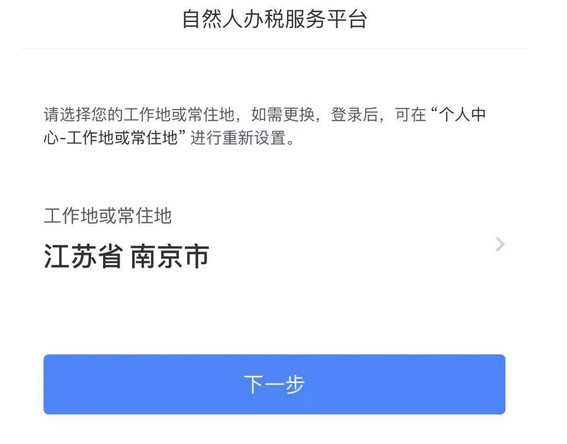 自然人办税服务平台
请选择您的工作地或常住地，如需更换，登录后，可在 “个人中
心-工作地或常住地” 进行重新设置。
工作地或常住地
江苏省 南京市
下一步